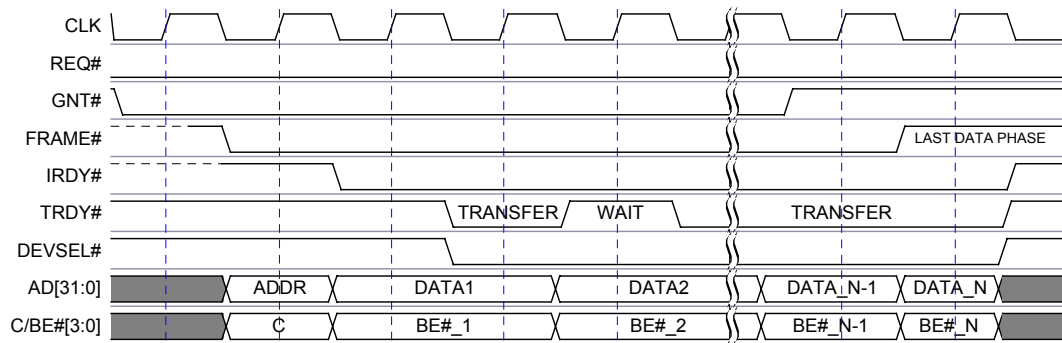 CLK
REQ#
GNT#
FRAME# LAST DATA PHASE
IRDY#
TRDY# TRANSFER WAIT TRANSFER
DEVSEL#
AD[31:0] ADDR DATA1 DATA2 DATA_N-1 DATA_N
C/BE#[3:0] C BE#_1 BE#_2 BE#_N-1 BE#_N